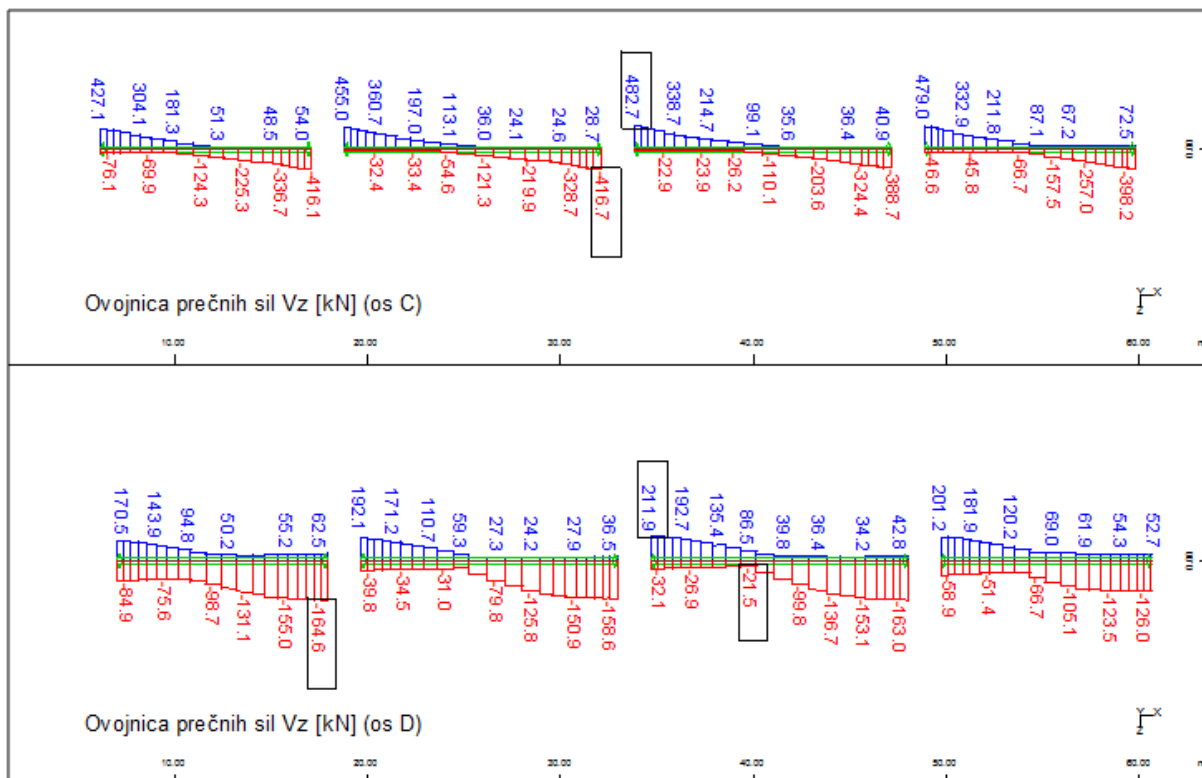 427.1 304.1 181.3 51.3 48.5 54.0 455.0 360.7 197.0 113.1 36.0 24.1 24.6 28.7 482.7 338.7 214.7 99.1 35.6 36.4 40.9 479.0 332.9 211.8 87.1 67.2 72.5
-76.1 -69.9 -124.3 -225.3 -336.7 -416.1 -32.4 -33.4 -54.6 -121.3 -219.9 -328.7 -416.7 -22.9 -23.9 -26.2 -110.1 -203.6 -324.4 -388.7 -46.6 -45.8 -66.7 -157.5 -257.0 -398.2
Ovojnica prečnih sil Vz [kN] (os C)
Y X
Z
10.00 20.00 30.00 40.00 50.00 60.00
170.5 143.9 94.8 50.2 55.2 62.5 192.1 171.2 110.7 59.3 27.3 24.2 27.9 36.5 211.9 192.7 135.4 86.5 39.8 36.4 34.2 42.8 201.2 181.9 120.2 69.0 61.9 54.3 52.7
-84.9 -75.6 -98.7 -131.1 -155.0 -164.6 -39.8 -34.5 -31.0 -79.8 -125.8 -150.9 -158.6 -32.1 -26.9 -21.5 -99.8 -136.7 -153.1 -163.0 -58.9 -51.4 -66.7 -105.1 -123.5 -126.0
Ovojnica prečnih sil Vz [kN] (os D)
Y X
Z
10.00 20.00 30.00 40.00 50.00 60.00